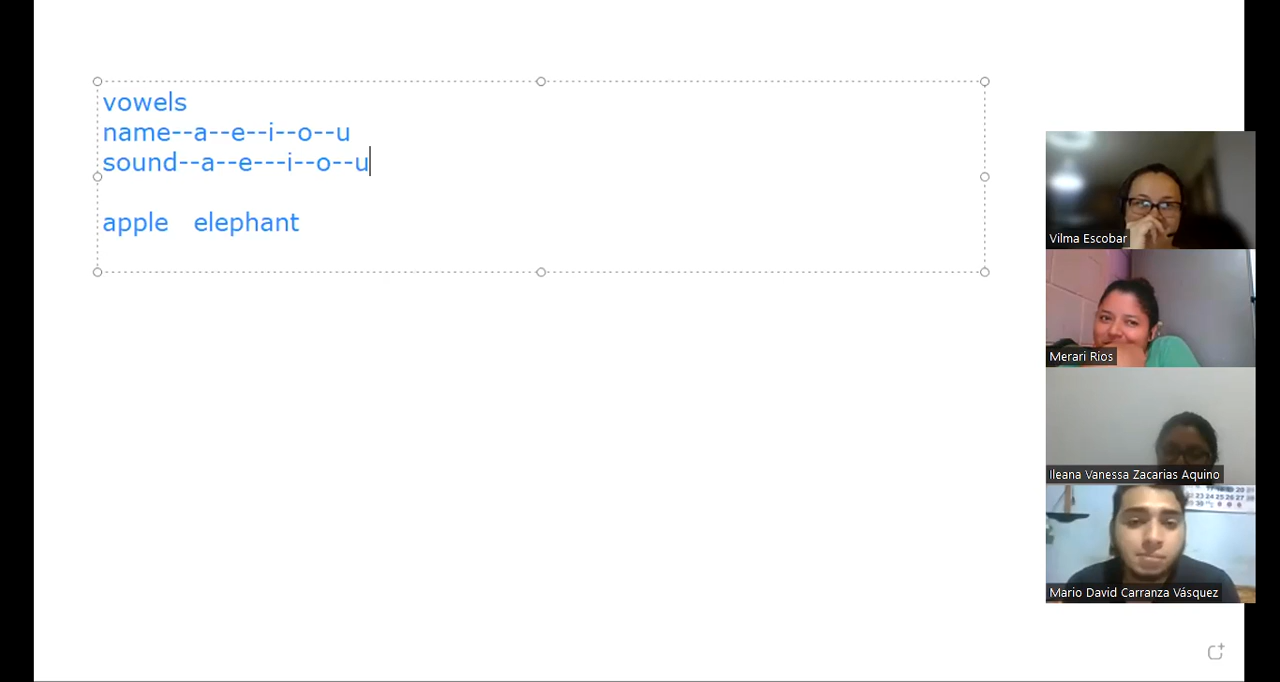 vowels
name--a--e--i--o--u
sound--a--e---i--o--u
apple elephant
Vilma Escobar
Merari Rios
Ileana Vanessa Zacarias Aquino
Mario David Carranza Vásquez